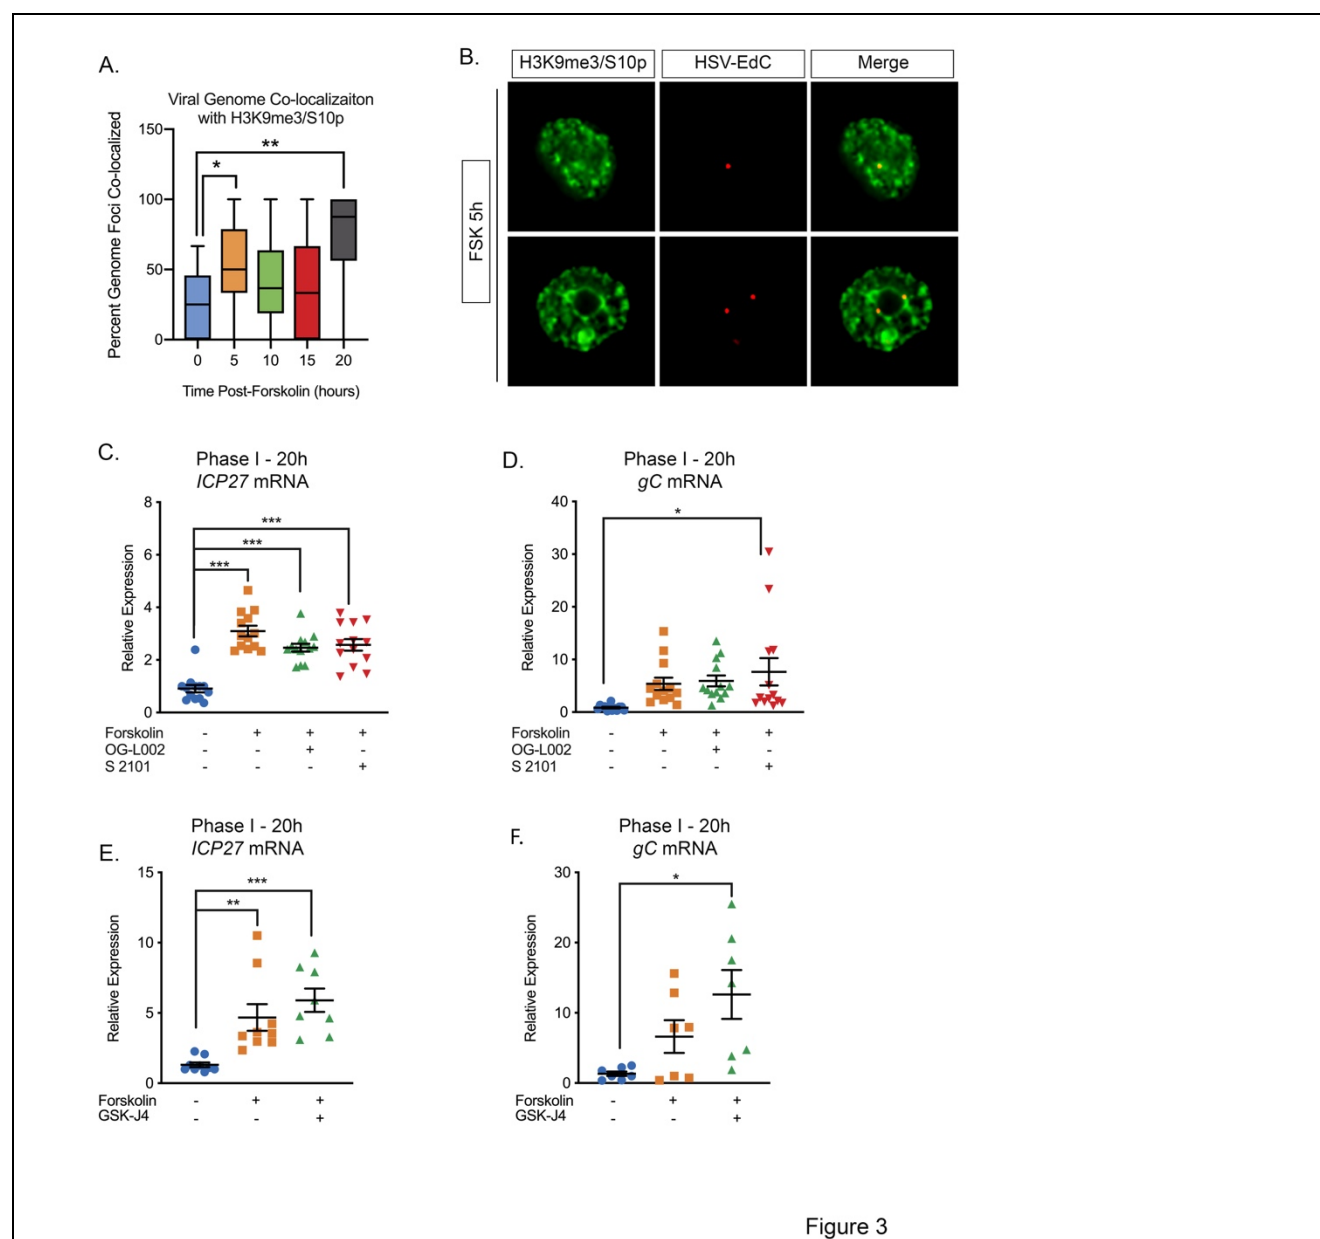 A.
Viral Genome Co-localizaiton
with H3K9me3/S10p
Percent Genome Foci Co-localized
150
100
50
0
*
**
0 5 10 15 20
Time Post-Forskolin (hours)
B.
H3K9me3/S10p HSV-EdC Merge
FSK 5h
C.
Phase I - 20h
ICP27 mRNA
Relative Expression
8
6
4
2
0
***
***
***
Forskolin - + + +
OG-L002 - - + -
S 2101 - - - +
D.
Phase I - 20h
gC mRNA
Relative Expression
40
30
20
10
0
*
Forskolin - + + +
OG-L002 - - + -
S 2101 - - - +
E.
Phase I - 20h
ICP27 mRNA
Relative Expression
15
10
5
0
***
**
Forskolin - + +
GSK-J4 - - +
F.
Phase I - 20h
gC mRNA
Relative Expression
30
20
10
0
*
Forskolin - + +
GSK-J4 - - +
Figure 3